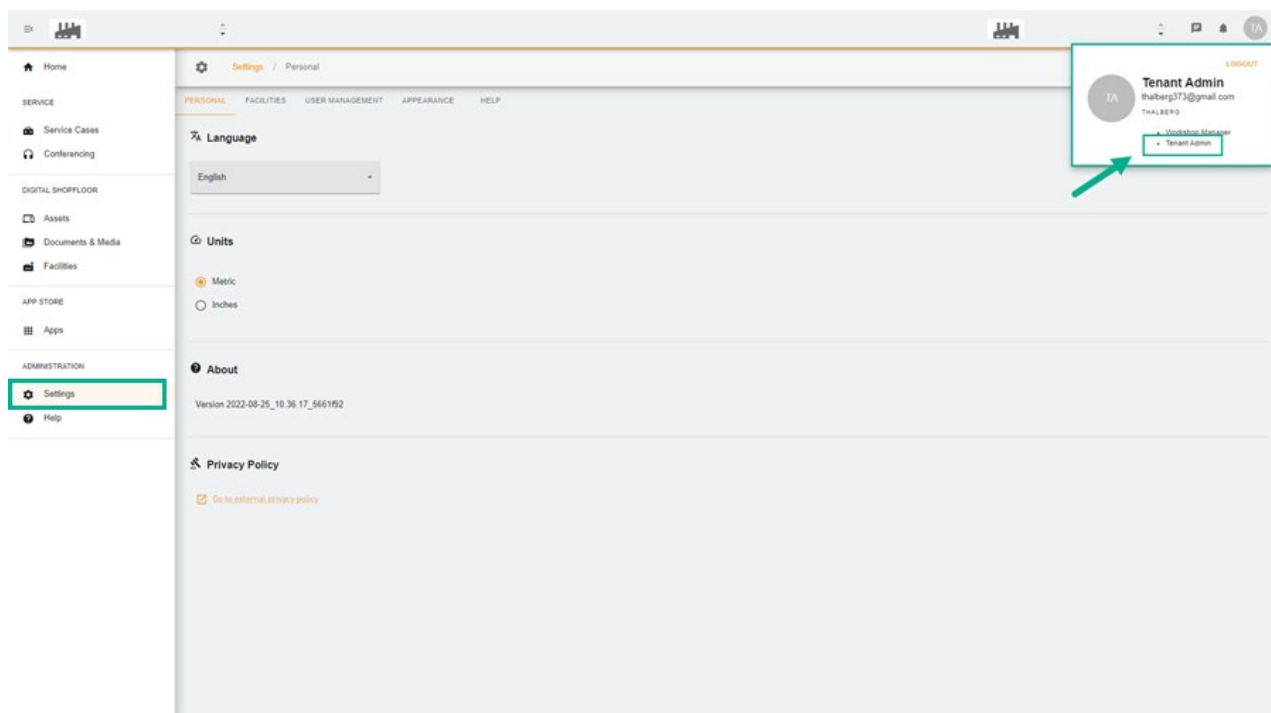 TA
Home
Settings / Personal
LOGOUT
TA
Tenant Admin
thalberg373@gmail.com
THALBERG
Workshop Manager
Tenant Admin
SERVICE
Service Cases
Conferencing
DIGITAL SHOPFLOOR
Assets
Documents & Media
Facilities
APP STORE
Apps
ADMINISTRATION
Settings
Help
PERSONAL FACILITIES USER MANAGEMENT APPEARANCE HELP
Language
English
Units
Metric
Inches
About
Version 2022-08-25_10.36.17_5661f92
Privacy Policy
Go to external privacy policy